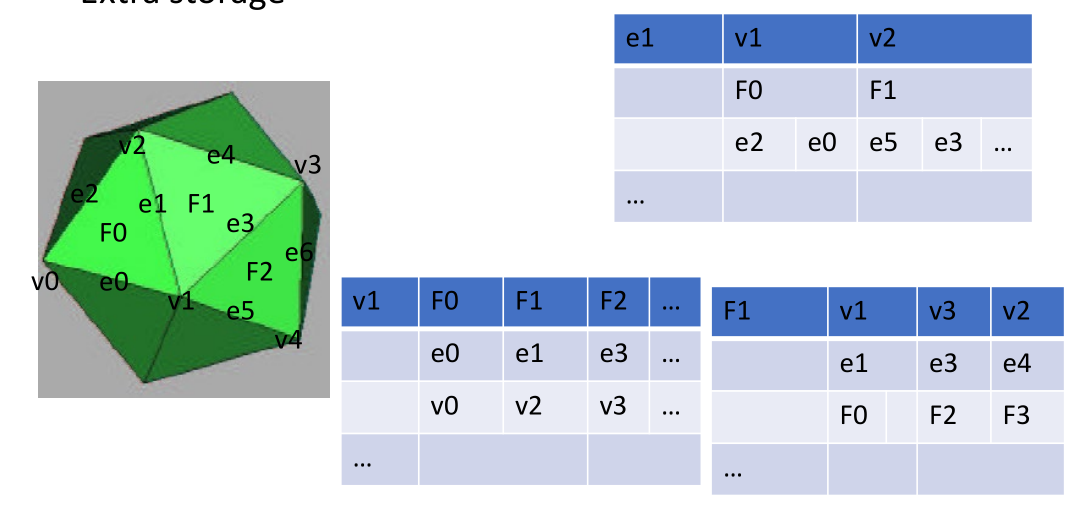 Extra storage
e1 v1 v2
F0 F1
e2 e0 e5 e3 ...
...
v2 e4 v3
e2 e1 F1 e3
F0 e6
F2
v0 e0 v1 e5
v4
v1 F0 F1 F2 ...
e0 e1 e3 ...
v0 v2 v3 ...
...
F1 v1 v3 v2
e1 e3 e4
F0 F2 F3
...